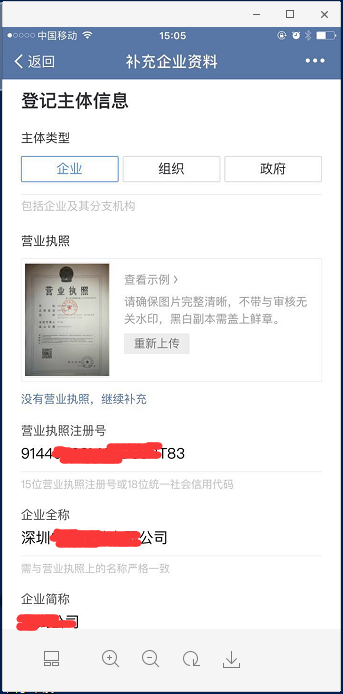 中国移动 15:05
返回 补充企业资料
登记主体信息
主体类型
企业 组织 政府
包括企业及其分支机构
营业执照
营业执照
查看示例
请确保图片完整清晰，不带与审核无
关水印，黑白副本需盖上鲜章。
重新上传
没有营业执照，继续补充
营业执照注册号
9144 T83
15位营业执照注册号或18位统一社会信用代码
企业全称
深圳 公司
需与营业执照上的名称严格一致
企业简称
公司